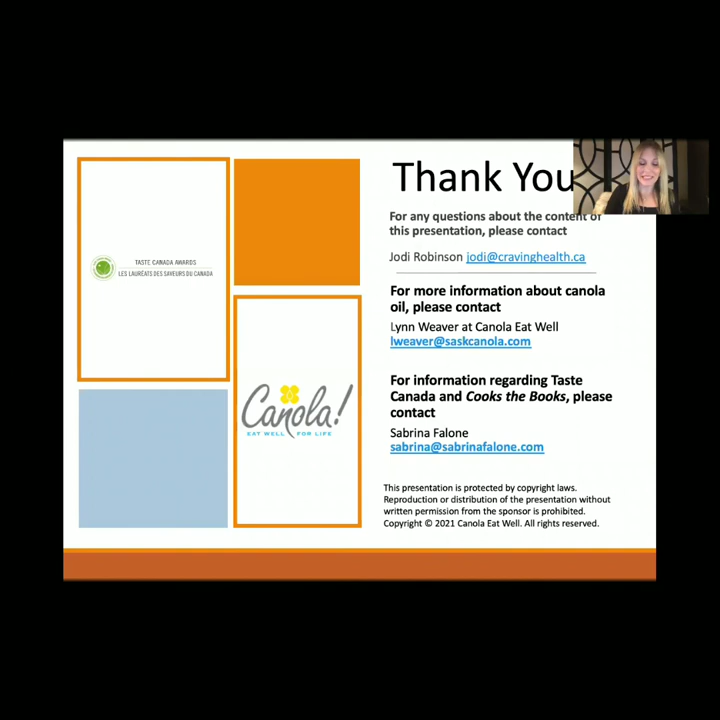 TASTE CANADA AWARDS
LES LAURÉATS DES SAVEURS DU CANADA
Canola!
EAT WELL FOR LIFE
Thank You
For any questions about the content of
this presentation, please contact
Jodi Robinson jodi@cravinghealth.ca
For more information about canola
oil, please contact
Lynn Weaver at Canola Eat Well
lweaver@saskcanola.com
For information regarding Taste
Canada and Cooks the Books, please
contact
Sabrina Falone
sabrina@sabrinafalone.com
This presentation is protected by copyright laws.
Reproduction or distribution of the presentation without
written permission from the sponsor is prohibited.
Copyright © 2021 Canola Eat Well. All rights reserved.